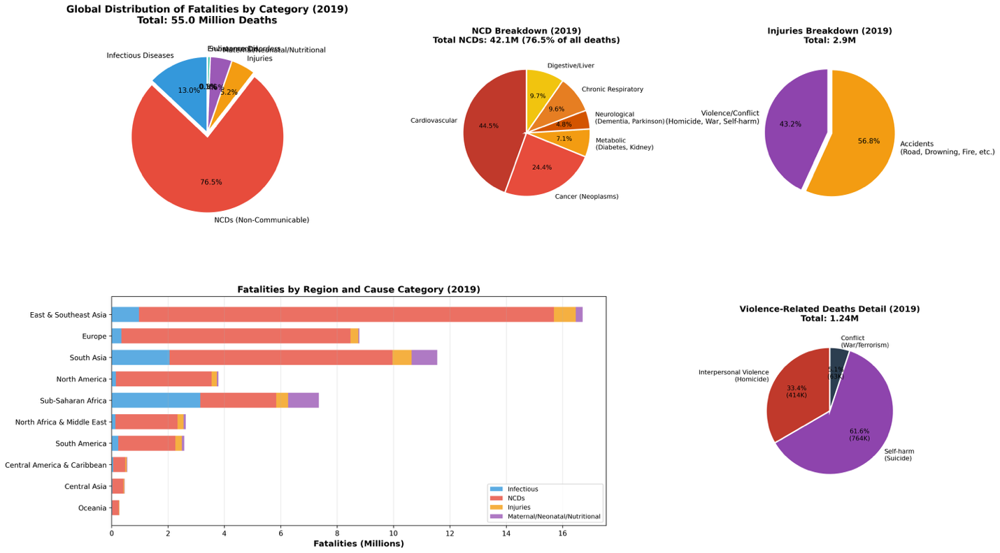 Global Distribution of Fatalities by Category (2019)
Total: 55.0 Million Deaths
Infectious Diseases
Maternal/Neonatal/Nutritional
Injuries
13.0%
5.2%
76.5%
NCDs (Non-Communicable)
NCD Breakdown (2019)
Total NCDs: 42.1M (76.5% of all deaths)
Digestive/Liver
Chronic Respiratory
Neurological
(Dementia, Parkinson)
Metabolic
(Diabetes, Kidney)
Cancer (Neoplasms)
Cardiovascular
9.7%
9.6%
4.8%
7.1%
24.4%
44.5%
Injuries Breakdown (2019)
Total: 2.9M
Violence/Conflict
(Homicide, War, Self-harm)
43.2%
56.8%
Accidents
(Road, Drowning, Fire, etc.)
Fatalities by Region and Cause Category (2019)
East & Southeast Asia
Europe
South Asia
North America
Sub-Saharan Africa
North Africa & Middle East
South America
Central America & Caribbean
Central Asia
Oceania
0 2 4 6 8 10 12 14 16
Fatalities (Millions)
Infectious
NCDs
Injuries
Maternal/Neonatal/Nutritional
Violence-Related Deaths Detail (2019)
Total: 1.24M
Conflict
(War/Terrorism)
5.1%
(63K)
Interpersonal Violence
(Homicide)
33.4%
(414K)
61.6%
(764K)
Self-harm
(Suicide)